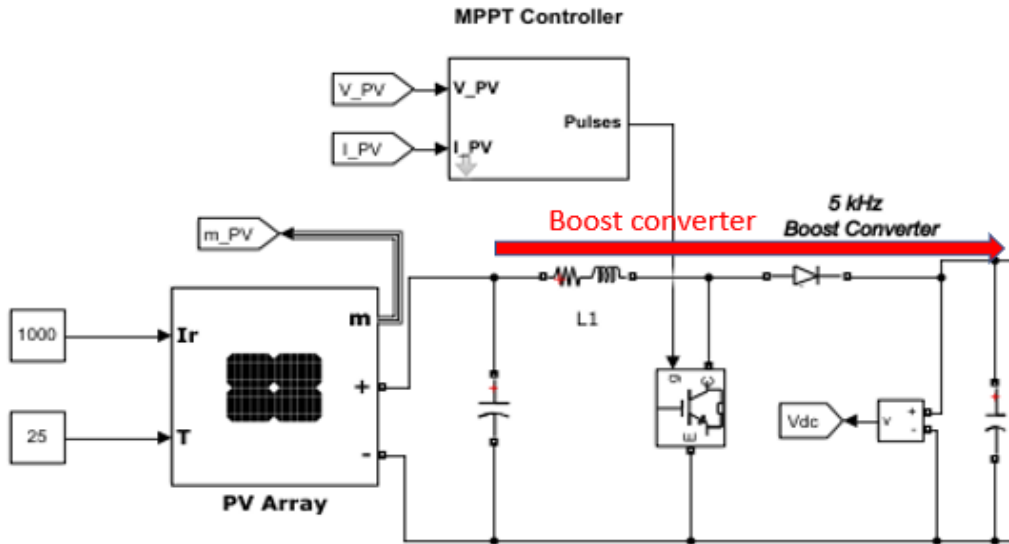 MPPT Controller
V_PV
V_PV
Pulses
I_PV
I_PV
5 kHz
Boost converter
Boost Converter
m_PV
1000
Ir
m
L1
+
g
C
25
T
-
E
Vdc
v
+
-
PV Array